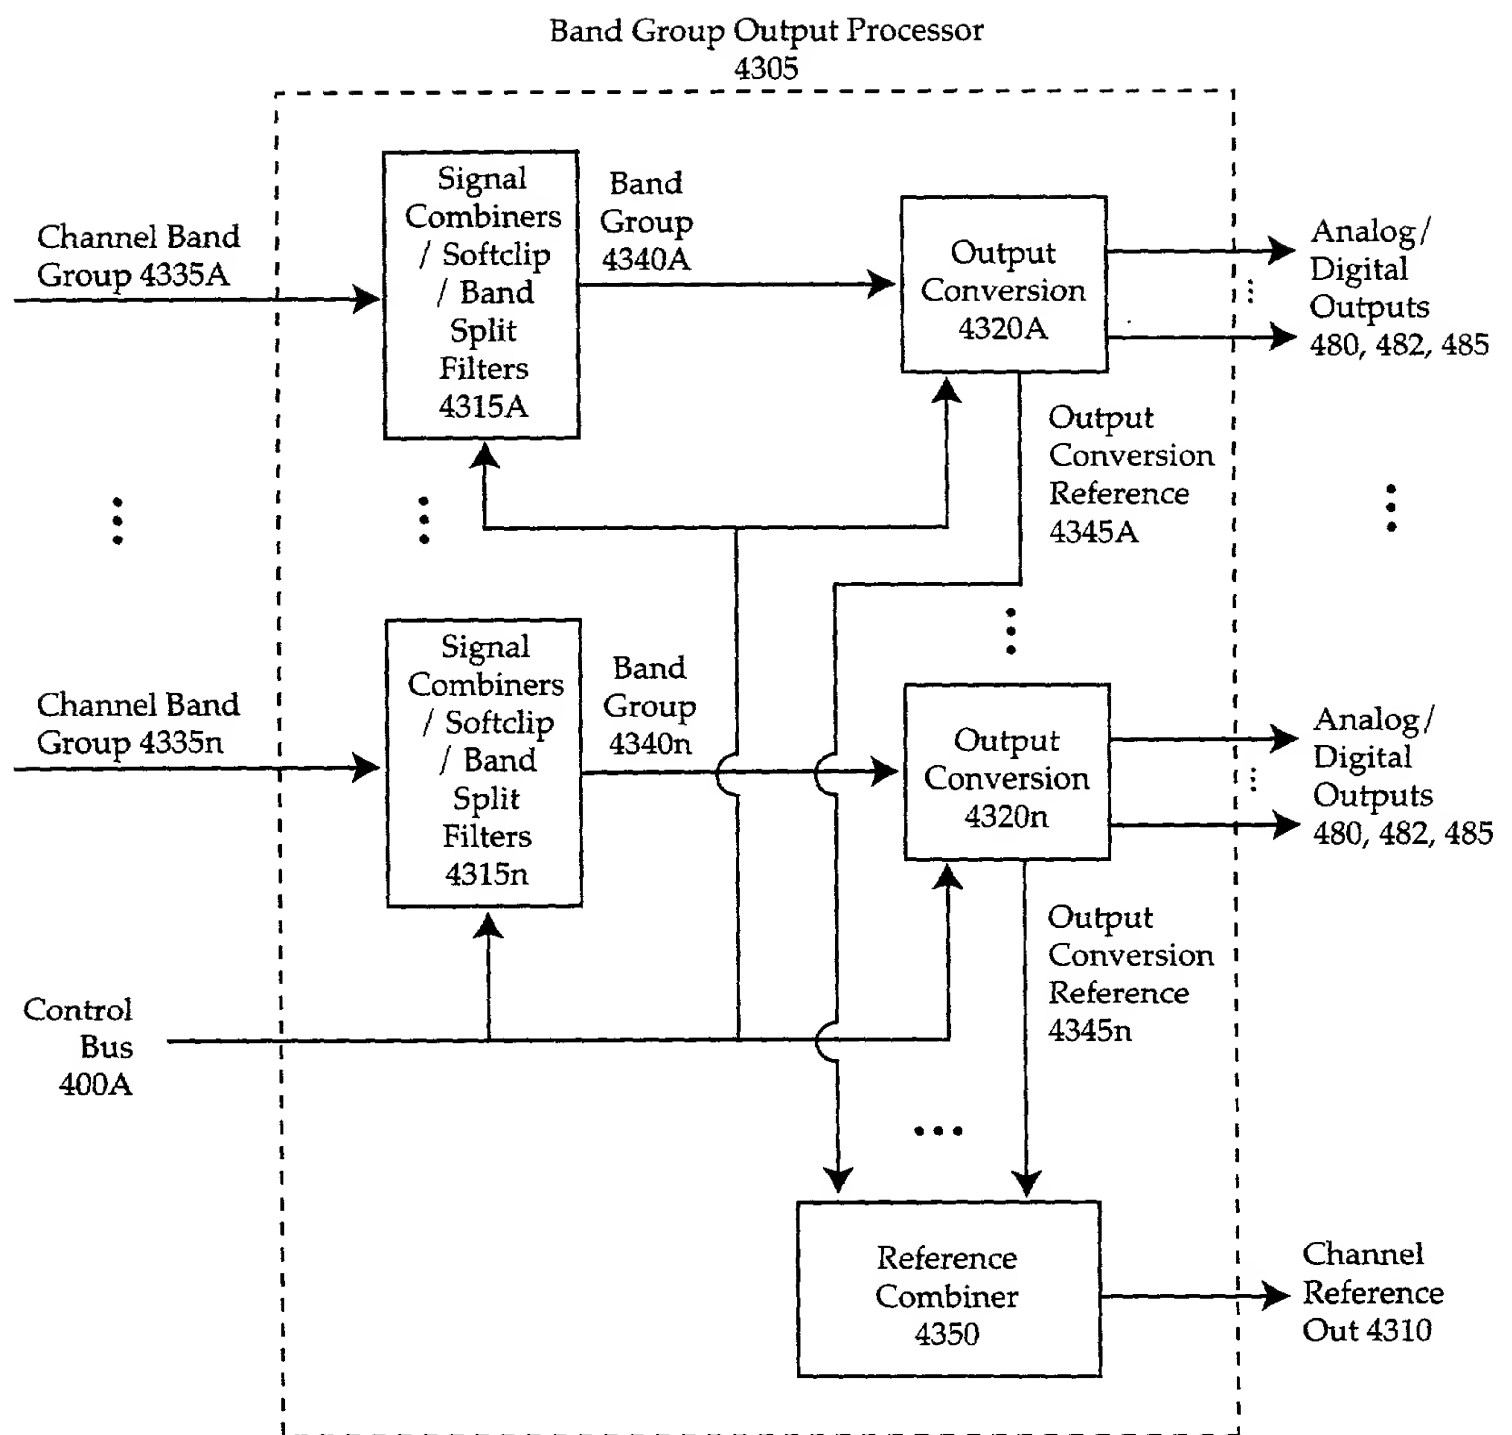 Band Group Output Processor
4305
Signal
Combiners
/ Softclip
/ Band
Split
Filters
4315A
Band
Group
4340A
Channel Band
Group 4335A
Output
Conversion
4320A
Analog/
Digital
Outputs
480, 482, 485
Output
Conversion
Reference
4345A
Signal
Combiners
/ Softclip
/ Band
Split
Filters
4315n
Band
Group
4340n
Channel Band
Group 4335n
Output
Conversion
4320n
Analog/
Digital
Outputs
480, 482, 485
Output
Conversion
Reference
4345n
Control
Bus
400A
Reference
Combiner
4350
Channel
Reference
Out 4310